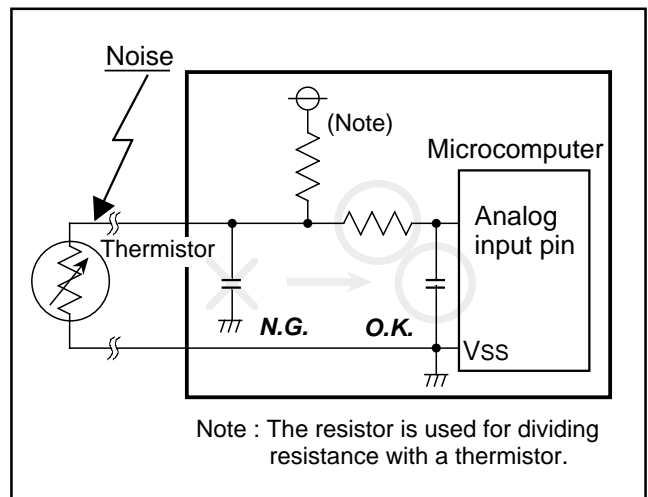 Noise
(Note)
Microcomputer
Thermistor
Analog
input pin
N.G.
O.K.
VSS
Note : The resistor is used for dividing
resistance with a thermistor.